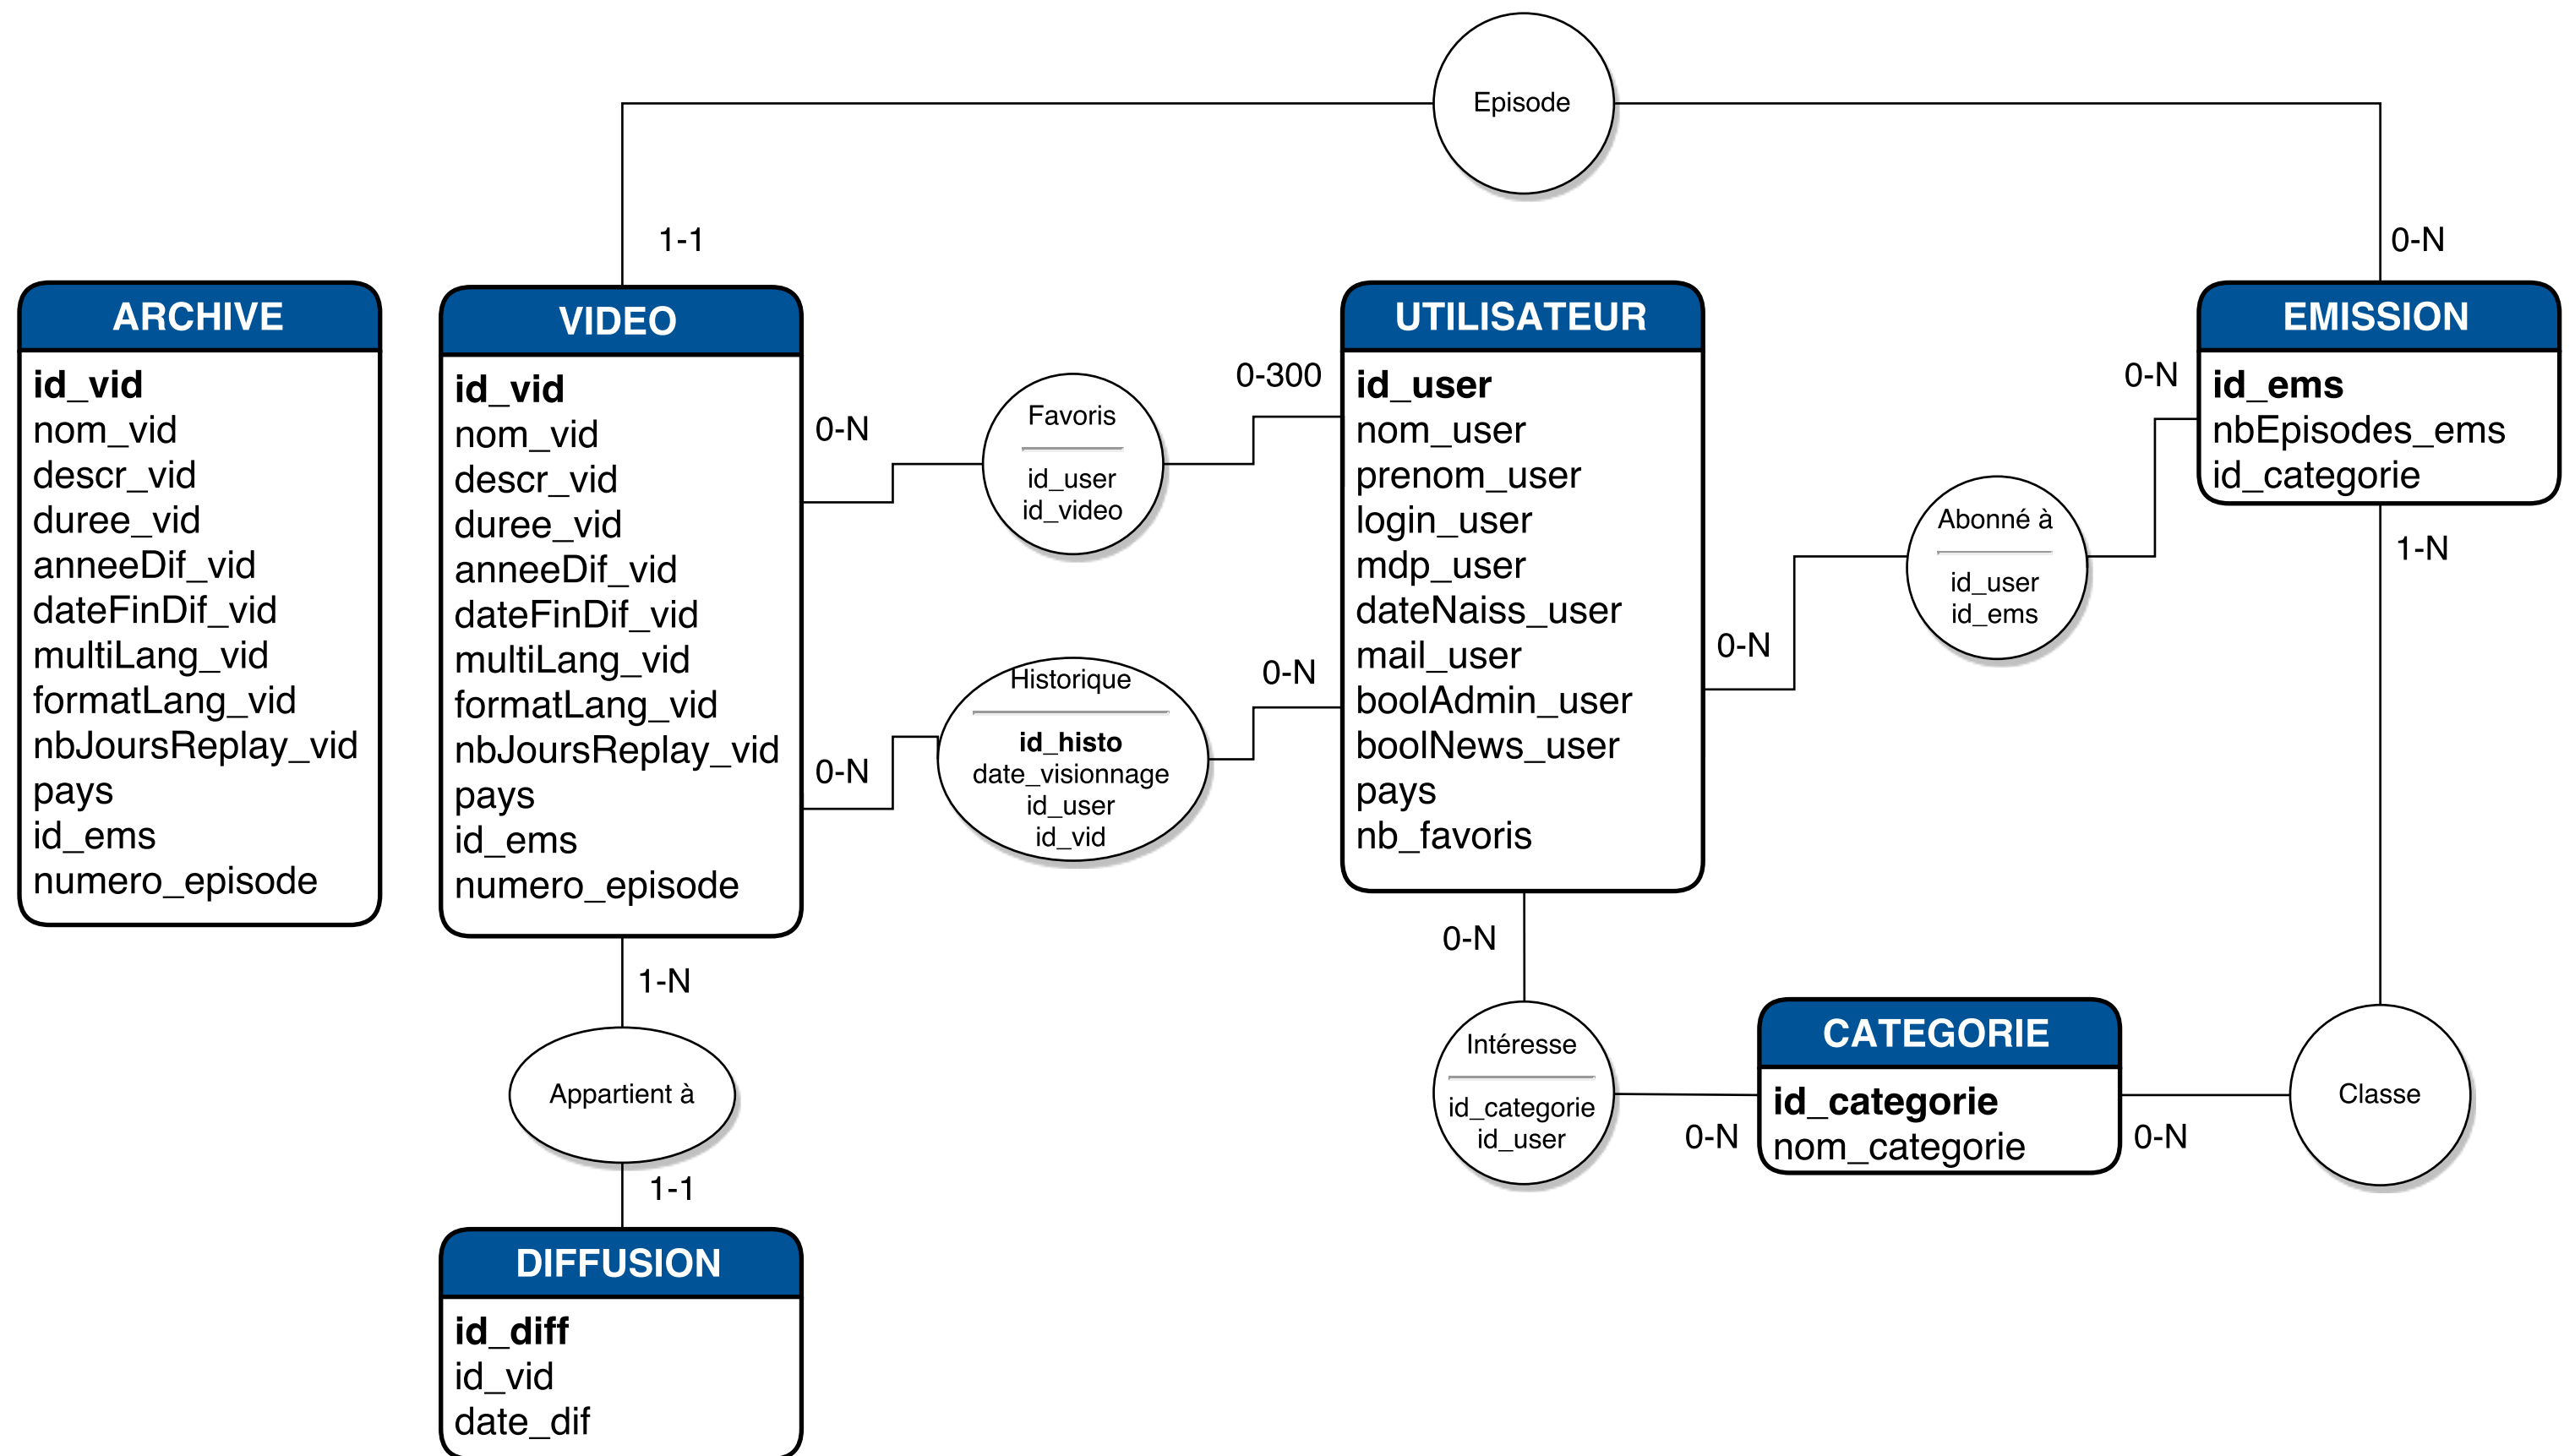 Episode
1-1
0-N
ARCHIVE
id_vid
nom_vid
descr_vid
duree_vid
anneeDif_vid
dateFinDif_vid
multiLang_vid
formatLang_vid
nbJoursReplay_vid
pays
id_ems
numero_episode
VIDEO
id_vid
nom_vid
descr_vid
duree_vid
anneeDif_vid
dateFinDif_vid
multiLang_vid
formatLang_vid
nbJoursReplay_vid
pays
id_ems
numero_episode
0-N
Favoris
id_user
id_video
0-300
0-N
Historique
id_histo
date_visionnage
id_user
id_vid
0-N
UTILISATEUR
id_user
nom_user
prenom_user
login_user
mdp_user
dateNaiss_user
mail_user
boolAdmin_user
boolNews_user
pays
nb_favoris
0-N
Abonné à
id_user
id_ems
0-N
EMISSION
id_ems
nbEpisodes_ems
id_categorie
1-N
1-N
Appartient à
1-1
DIFFUSION
id_diff
id_vid
date_dif
0-N
Intéresse
id_categorie
id_user
0-N
CATEGORIE
id_categorie
nom_categorie
0-N
Classe